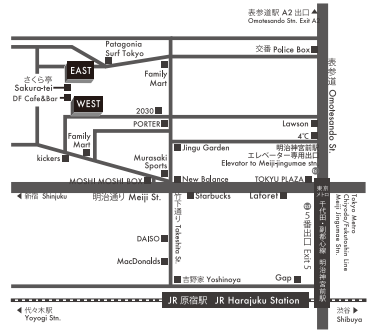 表参道駅 A2 出口
Omotesando Stn. Exit A2
Patagonia
Surf Tokyo
交番 Police Box
EAST
Family
Mart
さくら亭
Sakura-tei
DF Cafe&Bar
WEST
2030
表参道 Omotesando St.
PORTER
Lawson
Family
Mart
4℃
Jingu Garden
明治神宮前駅
エレベーター専用出口
Elevator to Meiji-jingumae stn.
kickers
Murasaki
Sports
MOSHI MOSHI BOX
New Balance
TOKYU PLAZA
新宿 Shinjuku
明治通り Meiji St.
竹下通り Takeshita St.
Starbucks
Laforet
5番出口 Exit 5
東京
千代田・副都心線 明治神宮前駅
Tokyo Metro
Chiyoda/Fukutoshin Line
Meiji Jingumae Stn.
DAISO
MacDonalds
吉野家 Yoshinoya
Gap
JR 原宿駅 JR Harajuku Station
代々木駅
Yoyogi Stn.
渋谷
Shibuya